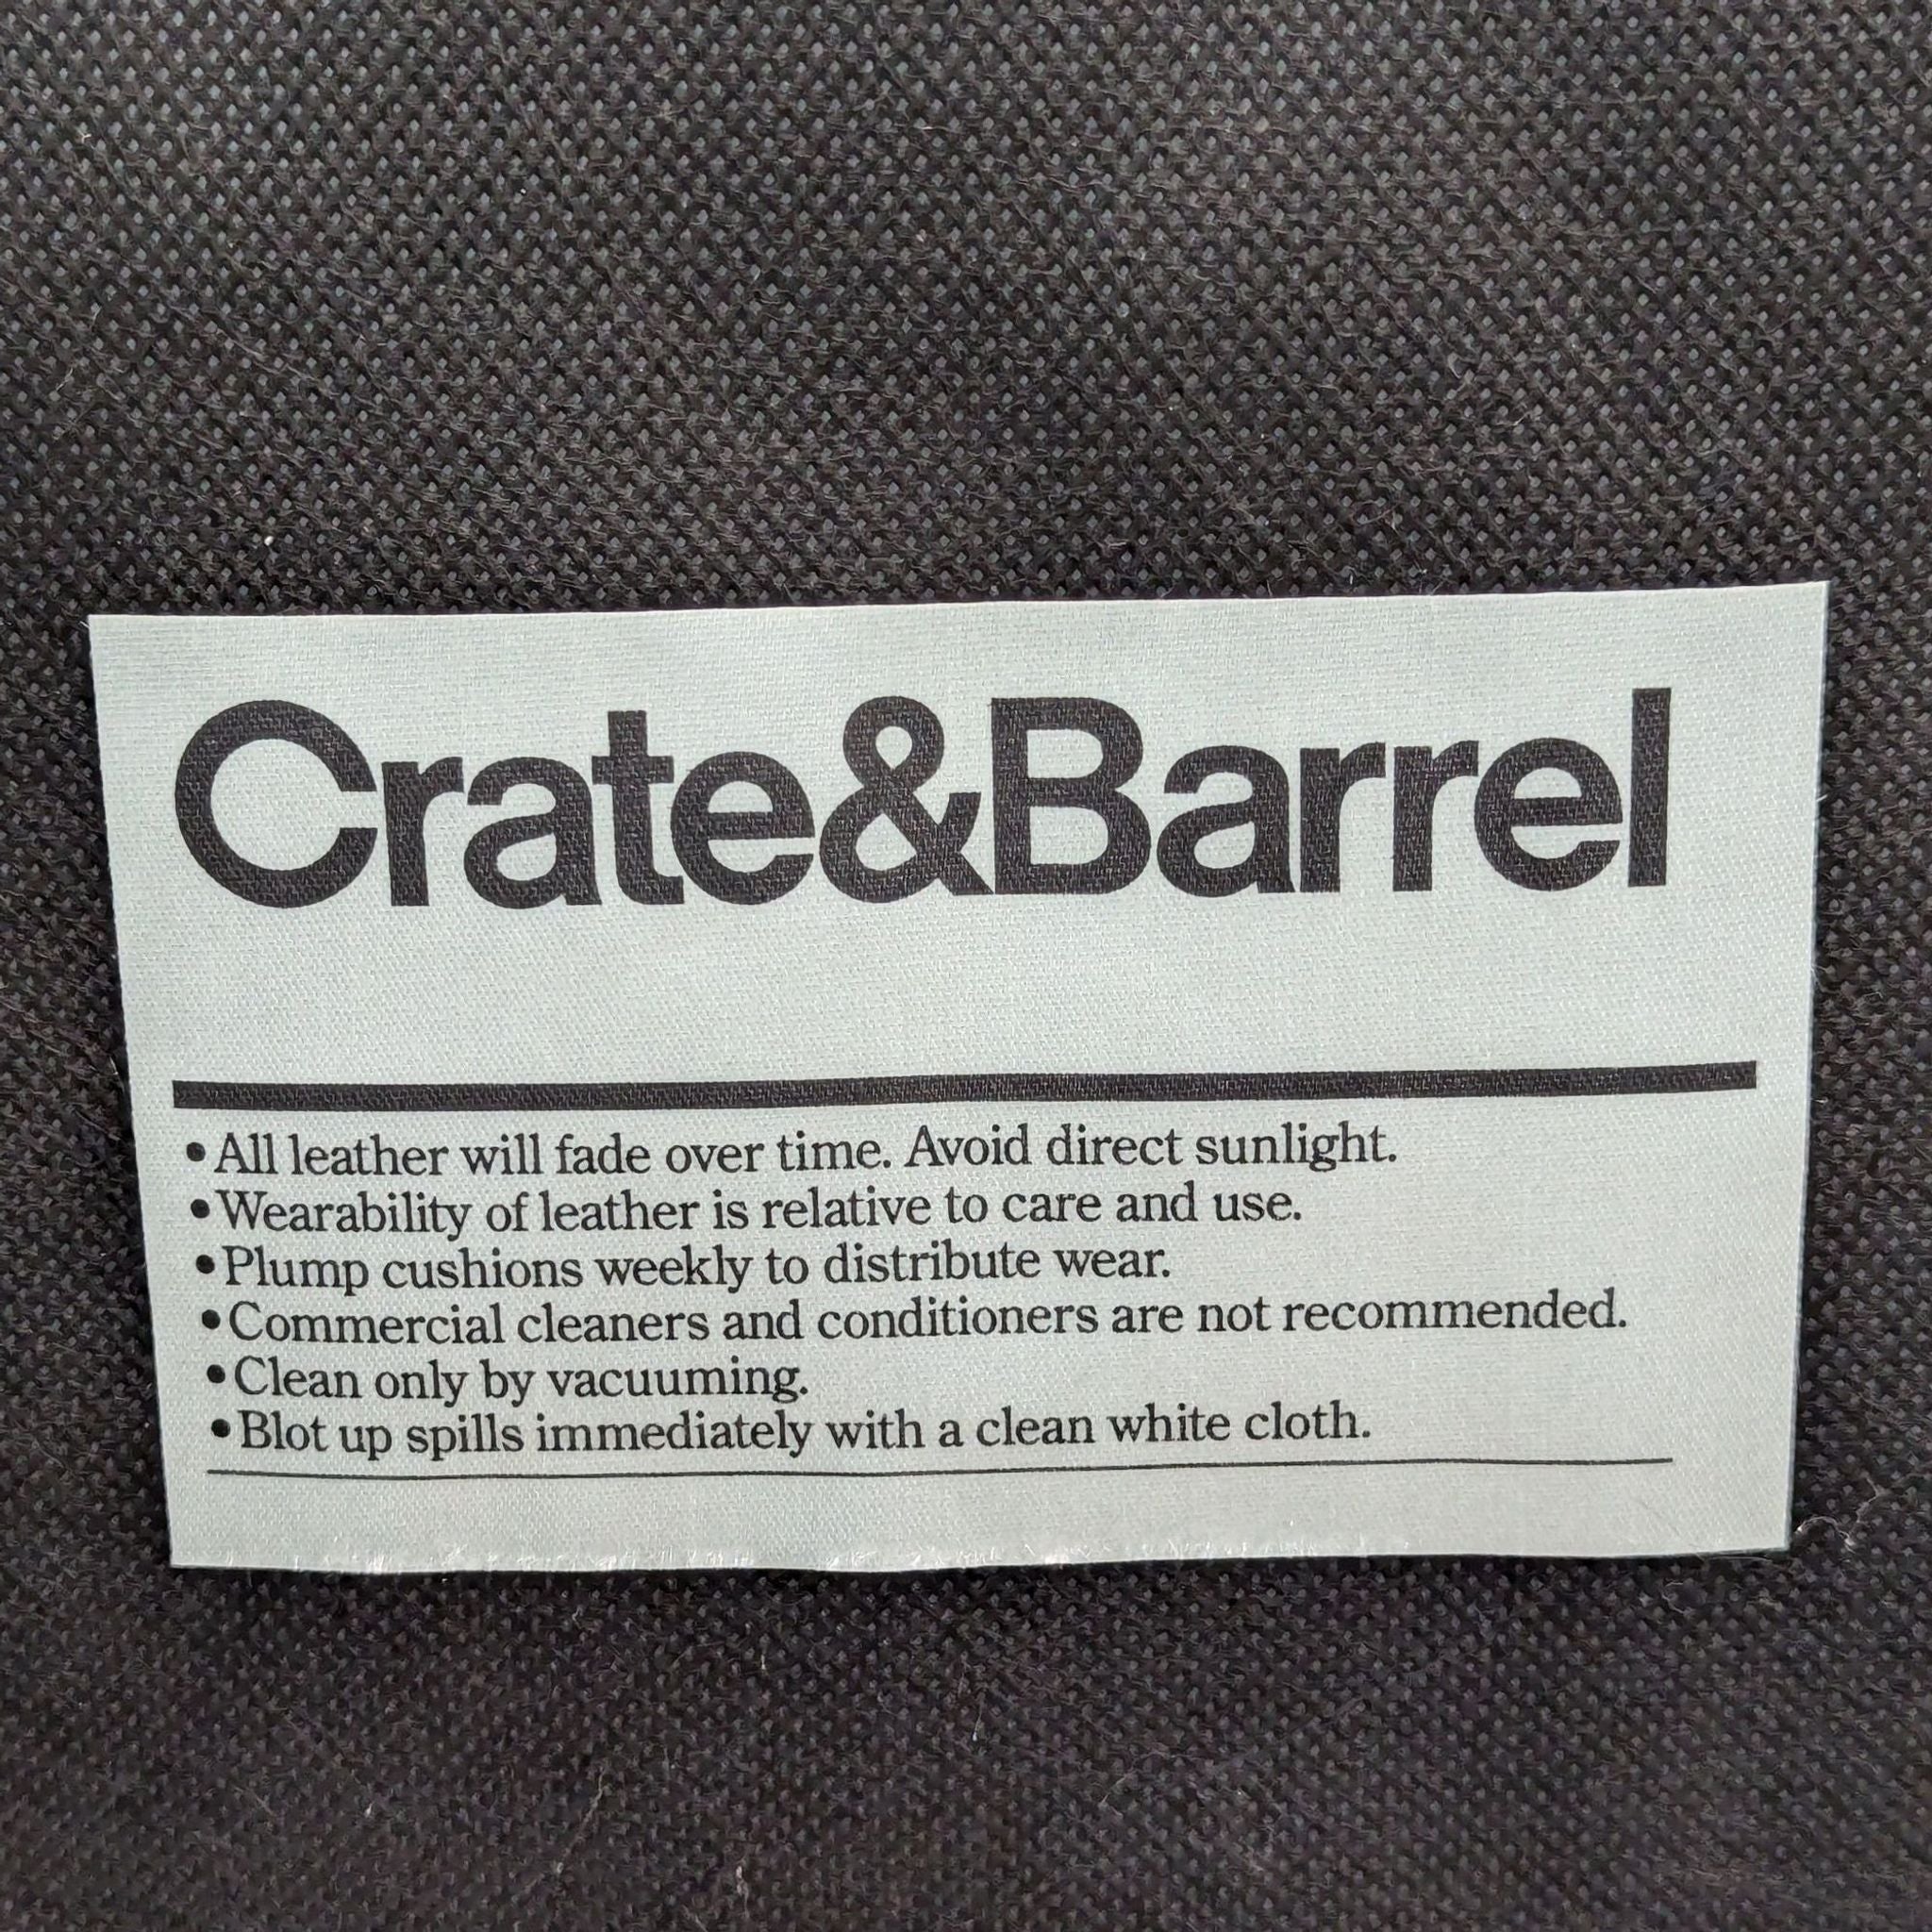 Crate&Barrel
•All leather will fade over time. Avoid direct sunlight.
•Wearability of leather is relative to care and use.
•Plump cushions weekly to distribute wear.
•Commercial cleaners and conditioners are not recommended.
•Clean only by vacuuming.
•Blot up spills immediately with a clean white cloth.